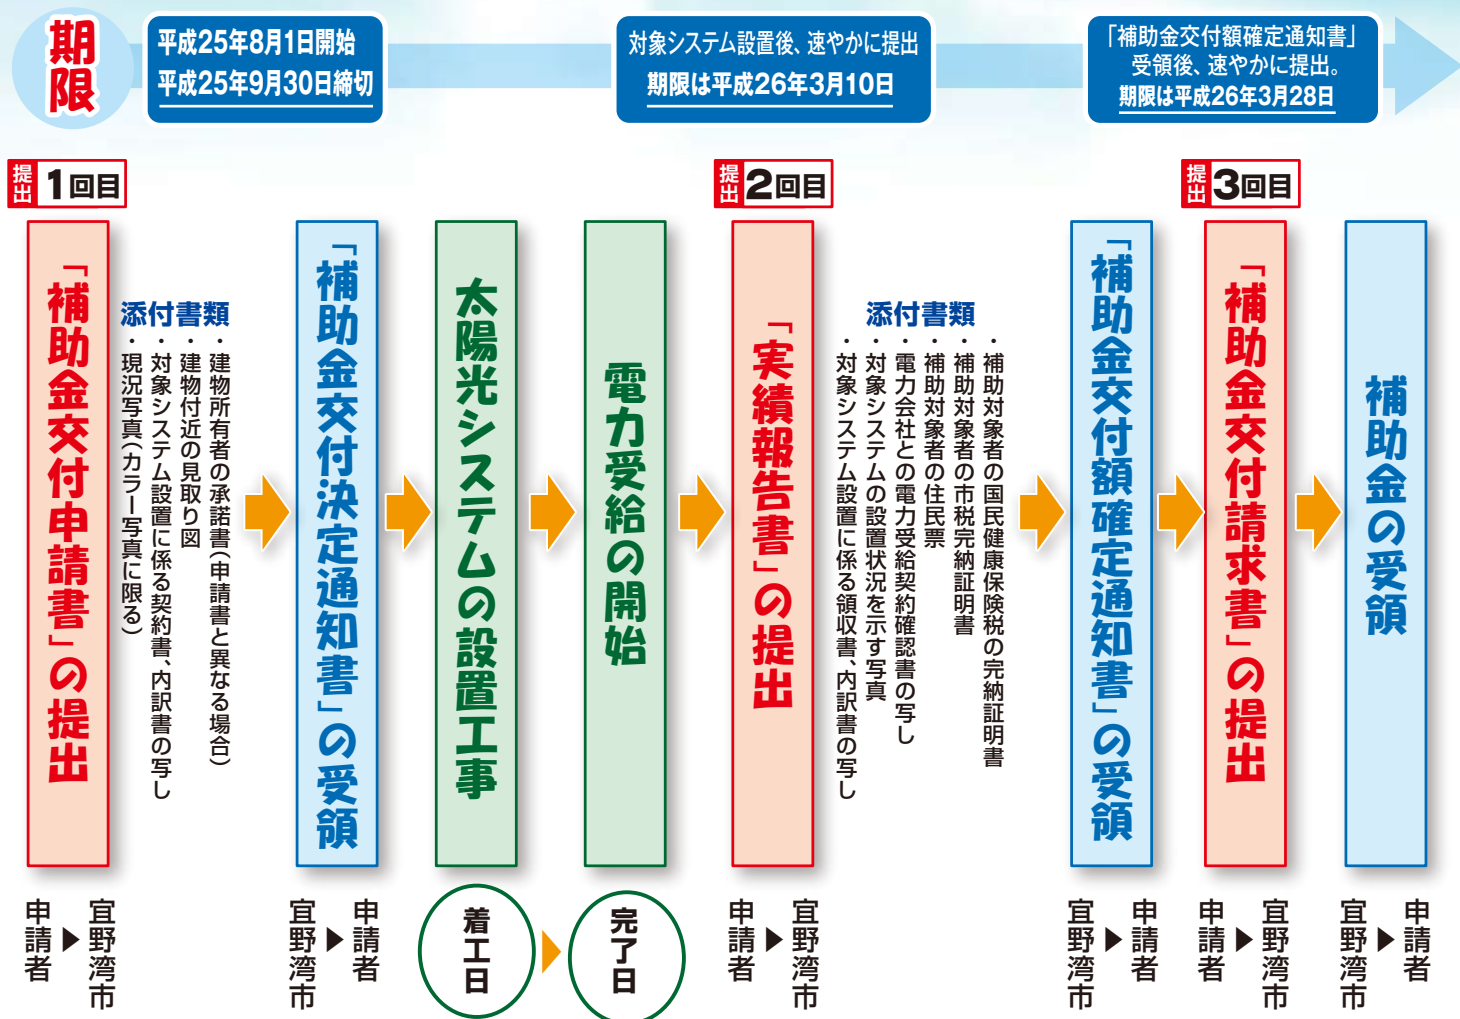 期限
平成25年8月1日開始
平成25年9月30日締切
対象システム設置後、速やかに提出
期限は平成26年3月10日
「補助金交付額確定通知書」
受領後、速やかに提出。
期限は平成26年3月28日
提出 1回目
「補助金交付申請書」の提出
添付書類
・建物所有者の承諾書(申請書と異なる場合)
・建物付近の見取り図
・対象システム設置に係る契約書、内訳書の写し
・現況写真(カラー写真に限る)
申請者▶宜野湾市
「補助金交付決定通知書」の受領
宜野湾市▶申請者
太陽光システムの設置工事
着工日
電力受給の開始
完了日
提出 2回目
「実績報告書」の提出
添付書類
・補助対象者の国民健康保険税の完納証明書
・補助対象者の市税完納証明書
・補助対象者の住民票
・電力会社との電力受給契約確認書の写し
・対象システムの設置状況を示す写真
・対象システム設置に係る領収書、内訳書の写し
申請者▶宜野湾市
「補助金交付額確定通知書」の受領
宜野湾市▶申請者
提出 3回目
「補助金交付請求書」の提出
申請者▶宜野湾市
補助金の受領
宜野湾市▶申請者